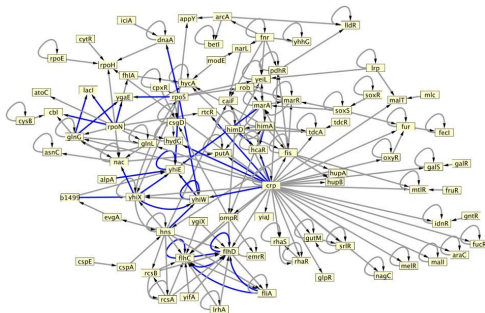 iciA
appY
arcA
lldR
cytR
dnaA
betI
fnr
rpoE
rpoH
narL
yhhG
modE
pdhR
fhlA
hycA
cpxR
rpoS
rob
yeiL
lrp
atoC
lacI
ygaE
caiF
marA
marR
soxR
malT
mlc
cbl
rpoN
csgD
rtcR
soxS
cysB
glnG
glnL
hydG
himD
himA
tdcA
tdcR
fur
fecI
asnC
nac
putA
hcaR
fis
oxyR
alpA
yhiE
crp
hupA
hupB
galS
galR
b1499
yhiX
yhiW
mtlR
fruR
evgA
hns
ygiX
ompR
yiaJ
idnR
gntR
cspE
cspA
flhC
flhD
emrR
rhaS
rhaR
gutM
srlR
fucR
araC
rcsB
rcsA
yifA
lrhA
fliA
glpR
nagC
melR
malI